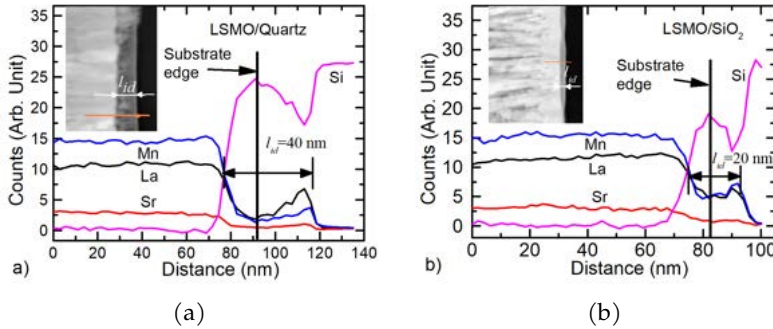 LSMO/Quartz
Substrate
edge
Si
l_id
l_id=40 nm
Mn
La
Sr
Counts (Arb. Unit)
35
30
25
20
15
10
5
0
0 20 40 60 80 100 120 140
a) Distance (nm)
(a)
LSMO/SiO₂
Substrate
edge
Si
l_id
l_id=20 nm
Mn
La
Sr
Counts (Arb. Unit)
35
30
25
20
15
10
5
0
0 20 40 60 80 100
b) Distance (nm)
(b)